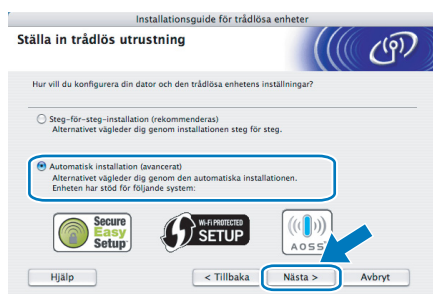 Installationsguide för trådlösa enheter
Ställa in trådlös utrustning
Hur vill du konfigurera din dator och den trådlösa enhetens inställningar?
Steg-för-steg-installation (rekommenderas)
Alternativet vägleder dig genom installationen steg för steg.
Automatisk installation (avancerat)
Alternativet vägleder dig genom den automatiska installationen.
Enheten har stöd för följande system:
Secure
Easy
Setup
WI-FI PROTECTED
SETUP
AOSS
Hjälp
< Tillbaka
Nästa >
Avbryt